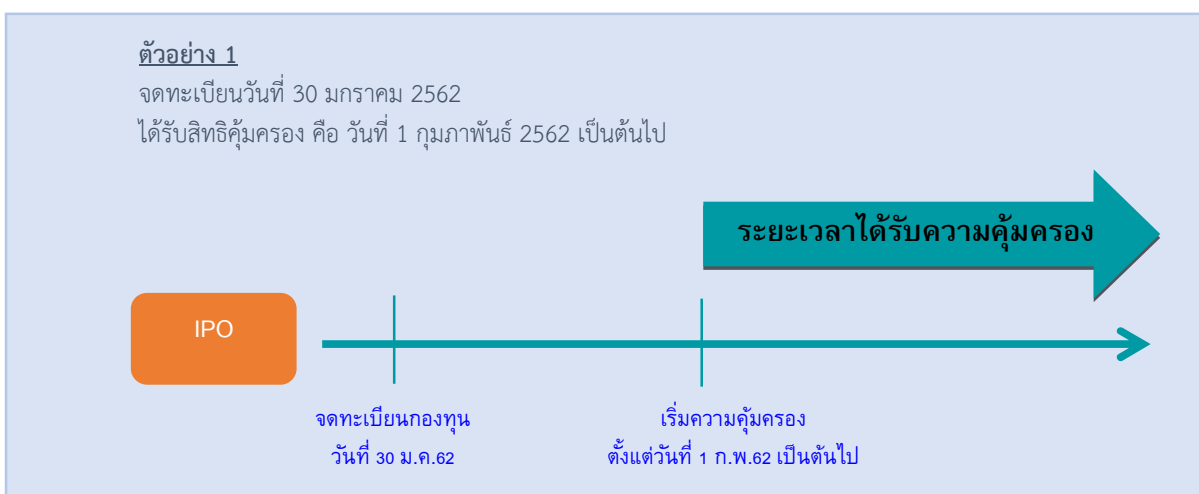 ตัวอย่าง 1
จดทะเบียนวันที่ 30 มกราคม 2562
ได้รับสิทธิคุ้มครอง คือ วันที่ 1 กุมภาพันธ์ 2562 เป็นต้นไป
ระยะเวลาได้รับความคุ้มครอง
IPO
จดทะเบียนกองทุน
วันที่ 30 ม.ค.62
เริ่มความคุ้มครอง
ตั้งแต่วันที่ 1 ก.พ.62 เป็นต้นไป